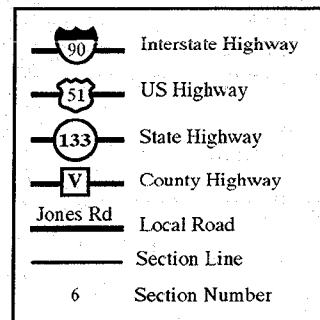 90 Interstate Highway
51 US Highway
133 State Highway
V County Highway
Jones Rd
Local Road
Section Line
6 Section Number